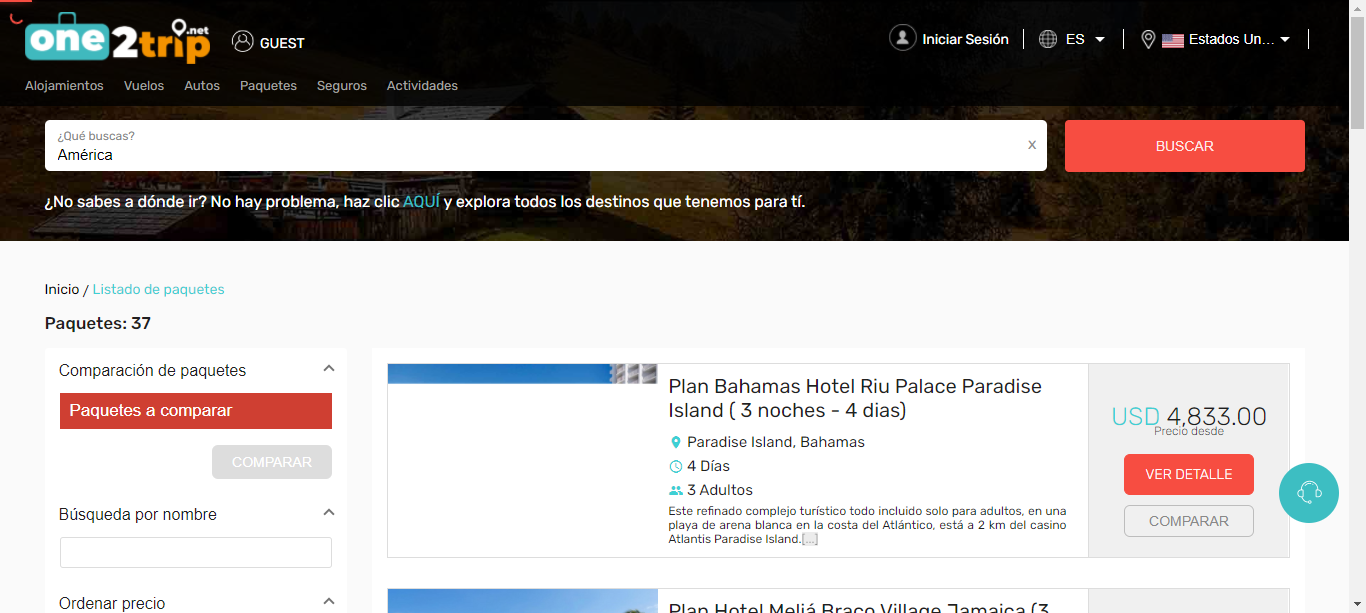 one2trip.net
GUEST
Iniciar Sesión
ES
Estados Un...
Alojamientos
Vuelos
Autos
Paquetes
Seguros
Actividades
¿Qué buscas?
América
x
BUSCAR
¿No sabes a dónde ir? No hay problema, haz clic AQUÍ y explora todos los destinos que tenemos para tí.
Inicio / Listado de paquetes
Paquetes: 37
Comparación de paquetes
Paquetes a comparar
COMPARAR
Búsqueda por nombre
Ordenar precio
Plan Bahamas Hotel Riu Palace Paradise
Island ( 3 noches - 4 dias)
Paradise Island, Bahamas
4 Días
3 Adultos
Este refinado complejo turístico todo incluido solo para adultos, en una
playa de arena blanca en la costa del Atlántico, está a 2 km del casino
Atlantis Paradise Island.[...]
USD 4,833.00
Precio desde
VER DETALLE
COMPARAR
Plan Hotel Meliá Braco Village Jamaica (3